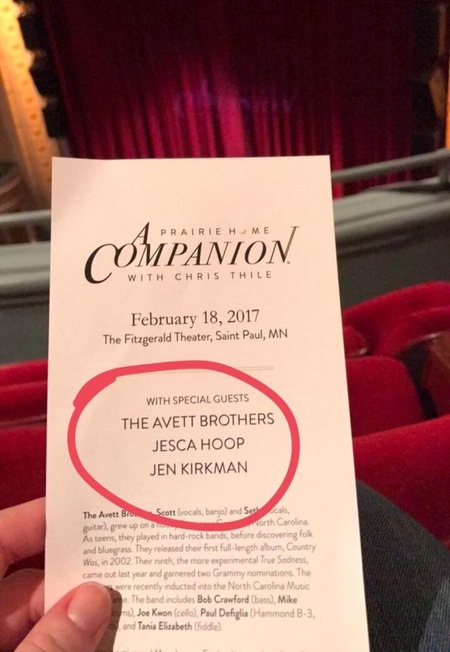 A PRAIRIE HOME
COMPANION
WITH CHRIS THILE
February 18, 2017
The Fitzgerald Theater, Saint Paul, MN
WITH SPECIAL GUESTS
THE AVETT BROTHERS
JESCA HOOP
JEN KIRKMAN
The Avett Scott (vocals, banjo) and
guitar), grew up on a North Carolina.
As teens, they played in hard-rock bands, before discovering folk
and bluegrass. They released their first full-length album, Country
Was, in 2002. Their ninth, the more experimental True Sadness,
came out last year and garnered two Grammy nominations. The
were recently inducted into the North Carolina Music
The band includes Bob Crawford (bass), Mike
Joe Kwon (cello), Paul Defiglia (Hammond B-3,
and Tania Elizabeth (fiddle).